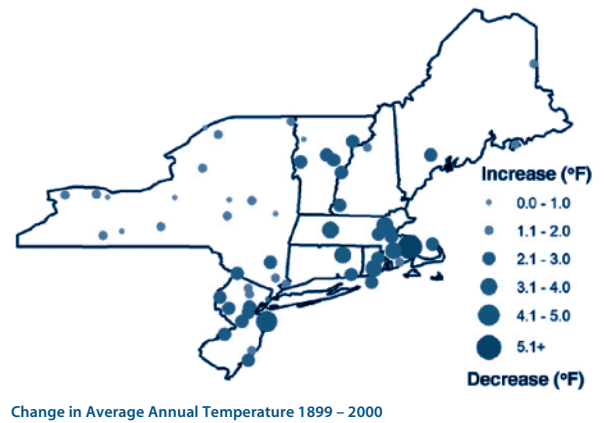 Increase (°F)
0.0 - 1.0
1.1 - 2.0
2.1 - 3.0
3.1 - 4.0
4.1 - 5.0
5.1+
Decrease (°F)
Change in Average Annual Temperature 1899 – 2000